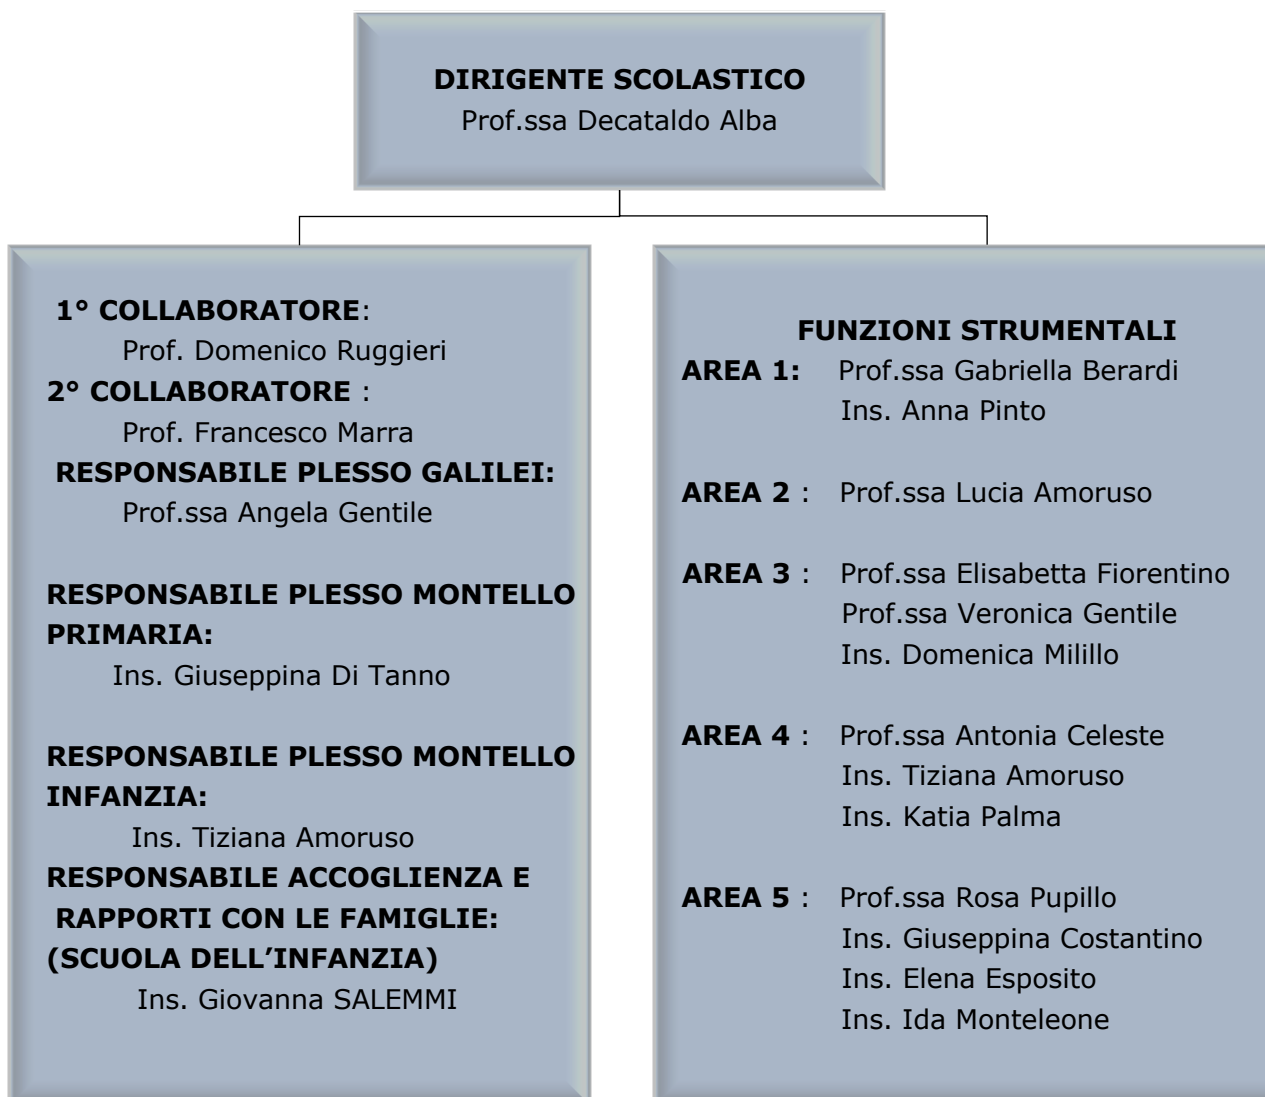 DIRIGENTE SCOLASTICO
Prof.ssa Decataldo Alba
1° COLLABORATORE:
Prof. Domenico Ruggieri
2° COLLABORATORE :
Prof. Francesco Marra
RESPONSABILE PLESSO GALILEI:
Prof.ssa Angela Gentile
RESPONSABILE PLESSO MONTELLO
PRIMARIA:
Ins. Giuseppina Di Tanno
RESPONSABILE PLESSO MONTELLO
INFANZIA:
Ins. Tiziana Amoruso
RESPONSABILE ACCOGLIENZA E
RAPPORTI CON LE FAMIGLIE:
(SCUOLA DELL’INFANZIA)
Ins. Giovanna SALEMMI
FUNZIONI STRUMENTALI
AREA 1: Prof.ssa Gabriella Berardi
Ins. Anna Pinto
AREA 2 : Prof.ssa Lucia Amoruso
AREA 3 : Prof.ssa Elisabetta Fiorentino
Prof.ssa Veronica Gentile
Ins. Domenica Milillo
AREA 4 : Prof.ssa Antonia Celeste
Ins. Tiziana Amoruso
Ins. Katia Palma
AREA 5 : Prof.ssa Rosa Pupillo
Ins. Giuseppina Costantino
Ins. Elena Esposito
Ins. Ida Monteleone